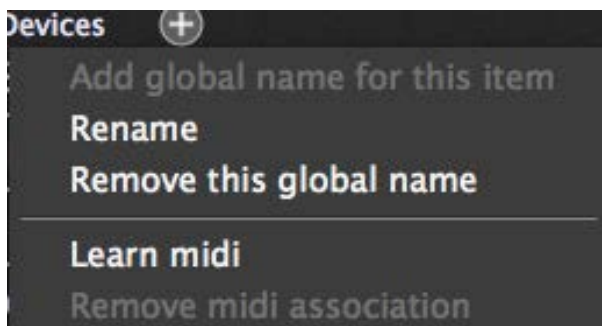 Devices
Add global name for this item
Rename
Remove this global name
Learn midi
Remove midi association